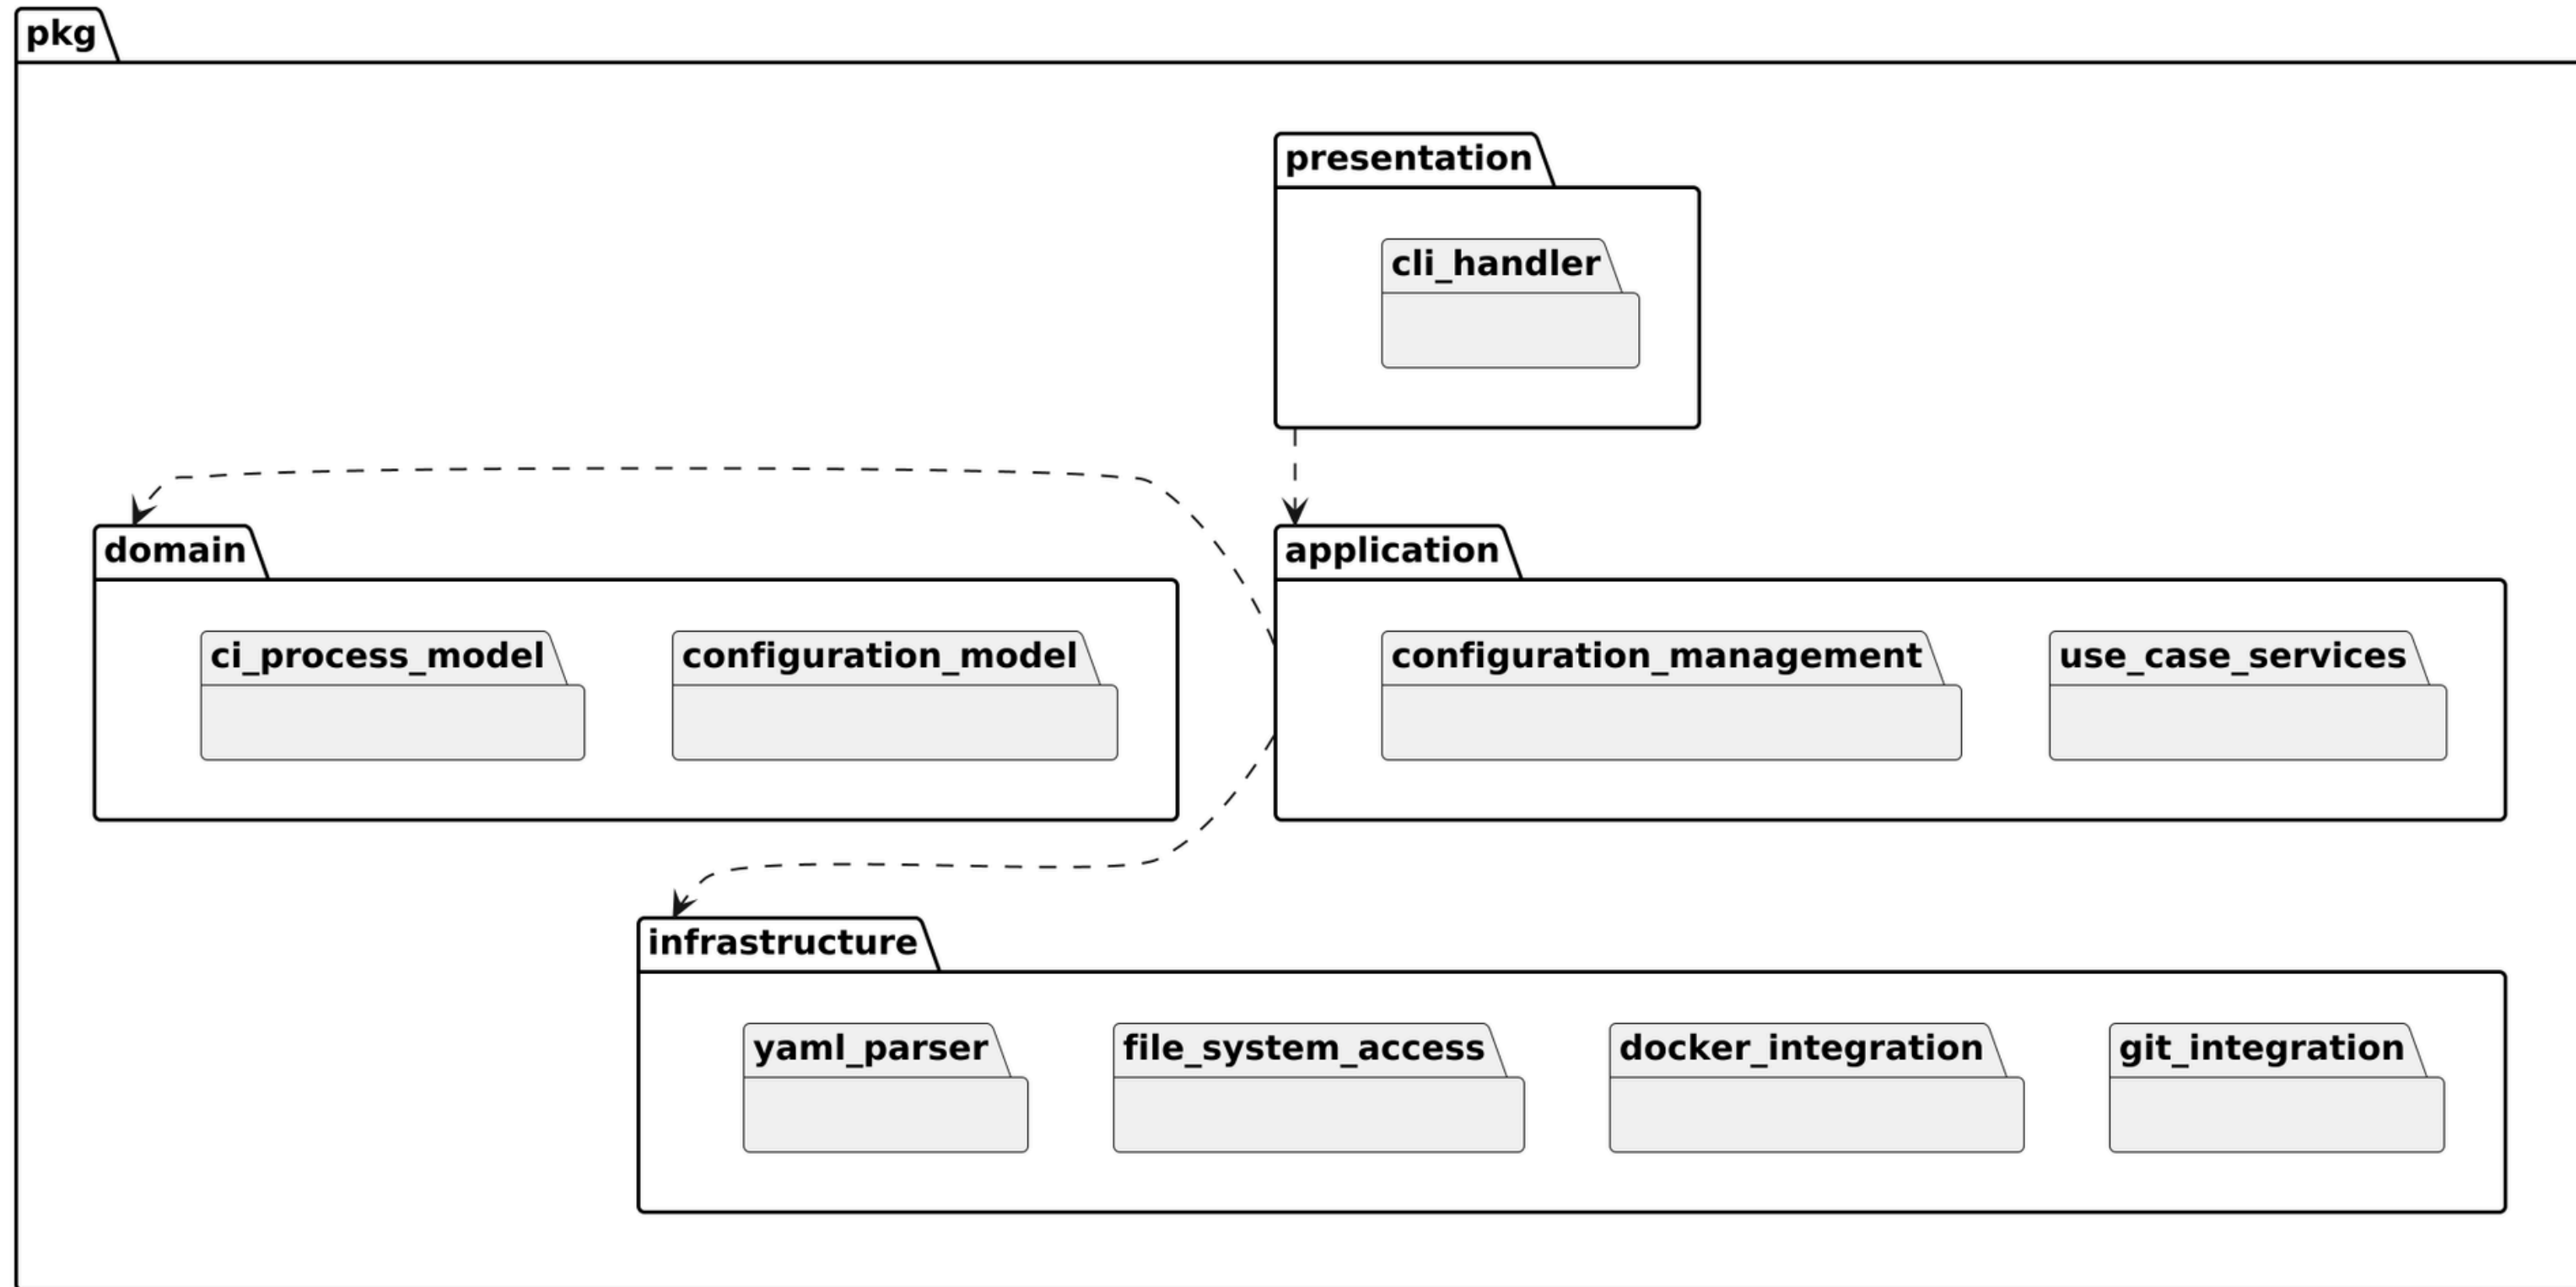 pkg
presentation
cli_handler
domain
application
ci_process_model
configuration_model
configuration_management
use_case_services
infrastructure
yaml_parser
file_system_access
docker_integration
git_integration